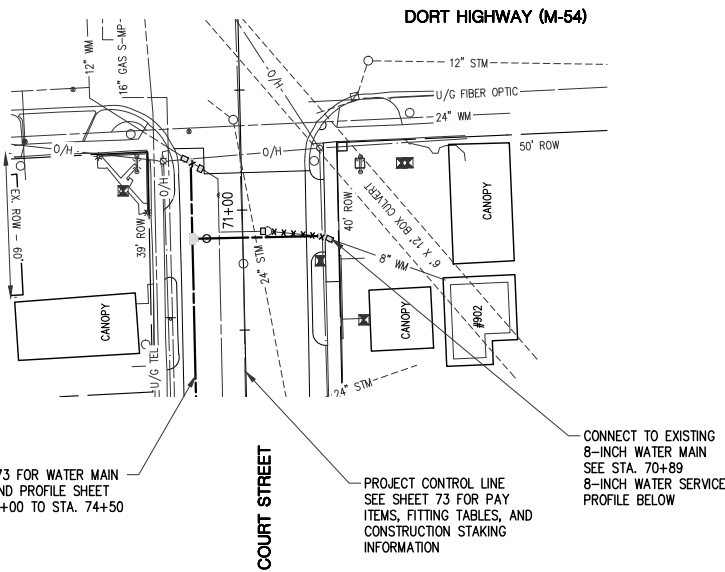 DORT HIGHWAY (M-54)
12" WM
16" GAS S-MP
O/H
12" STM
U/G FIBER OPTIC
24" WM
50' ROW
O/H
O/H
O/H
EX. ROW - 60'
39' ROW
71+00
40' ROW
6' X 12' BOX CULVERT
CANOPY
24" STM
8" WM
CANOPY
CANOPY
#902
U/G TEL
24" STM
73 FOR WATER MAIN
ND PROFILE SHEET
+00 TO STA. 74+50
COURT STREET
PROJECT CONTROL LINE
SEE SHEET 73 FOR PAY
ITEMS, FITTING TABLES, AND
CONSTRUCTION STAKING
INFORMATION
CONNECT TO EXISTING
8-INCH WATER MAIN
SEE STA. 70+89
8-INCH WATER SERVICE
PROFILE BELOW